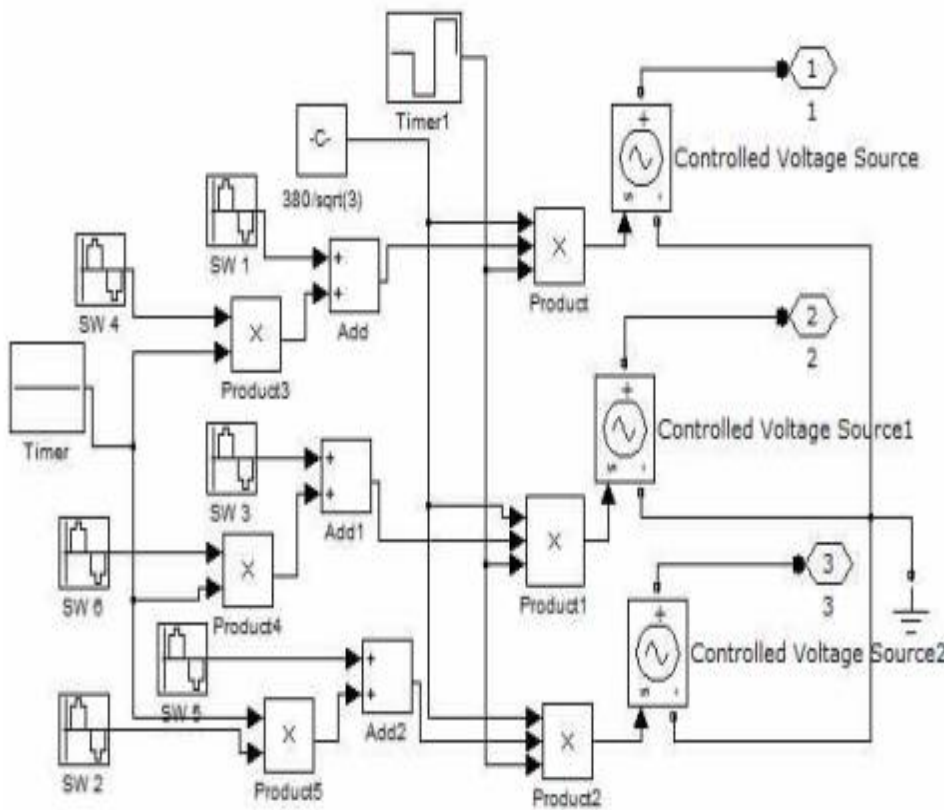 1
1
+
Timer1
-C-
Controlled Voltage Source
s
-
380/sqrt(3)
SW 1
+
+
X
Product
SW 4
Add
2
2
X
Product3
+
Controlled Voltage Source1
s
-
Timer
SW 3
+
+
Add1
X
Product1
3
3
SW 6
X
Product4
+
Controlled Voltage Source2
s
-
SW 5
+
+
Add2
SW 2
X
Product5
X
Product2